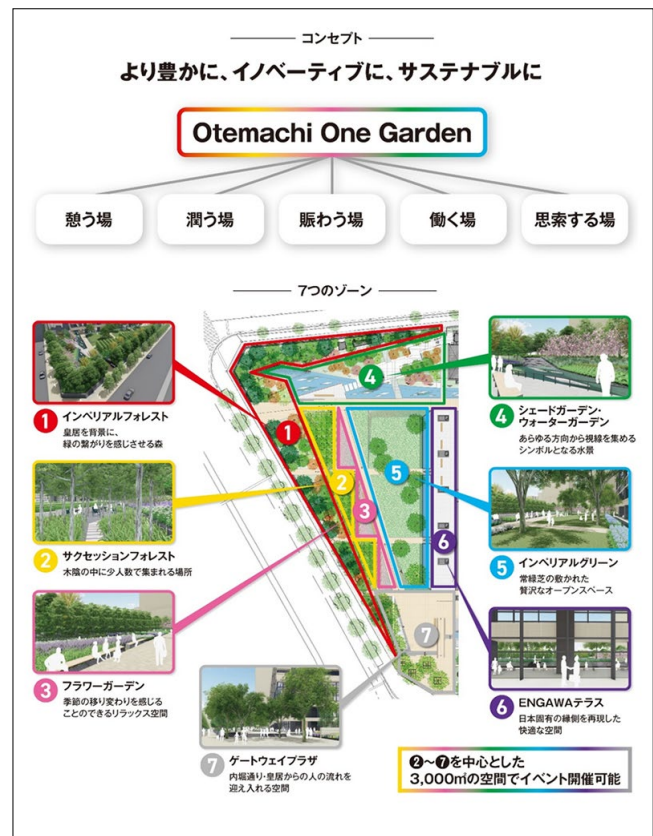 コンセプト
より豊かに、イノベーティブに、サステナブルに
Otemachi One Garden
憩う場
潤う場
賑わう場
働く場
思索する場
7つのゾーン
1 インペリアルフォレスト
皇居を背景に、
緑の繋がりを感じさせる森
2 サクセッションフォレスト
木陰の中に少人数で集まれる場所
3 フラワーガーデン
季節の移り変わりを感じる
ことのできるリラックス空間
4 シェードガーデン・
ウォーターガーデン
あらゆる方向から視線を集める
シンボルとなる水景
5 インペリアルグリーン
常緑芝の敷かれた
贅沢なオープンスペース
6 ENGAWAテラス
日本固有の縁側を再現した
快適な空間
7 ゲートウェイプラザ
内堀通り・皇居からの人の流れを
迎え入れる空間
1
2
3
4
5
6
7
❷〜❼を中心とした
3,000㎡の空間でイベント開催可能